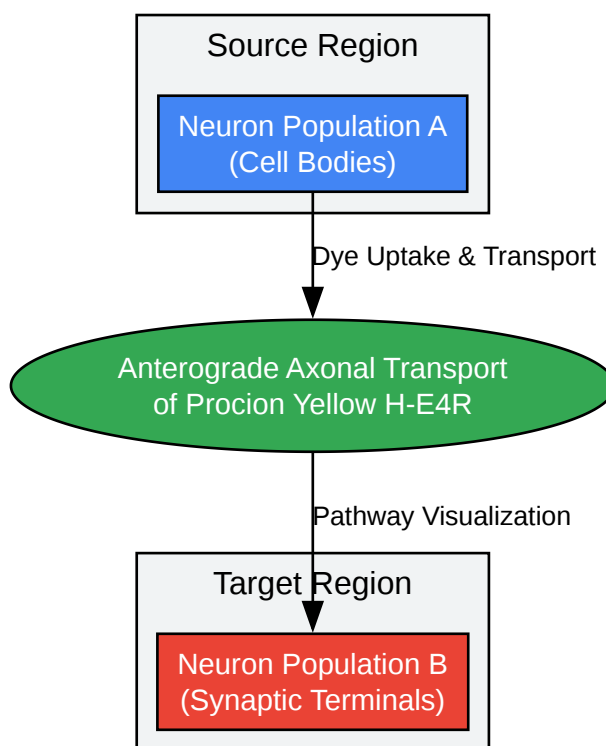 Source Region
Neuron Population A
(Cell Bodies)
Dye Uptake & Transport
Anterograde Axonal Transport
of Procion Yellow H-E4R
Pathway Visualization
Target Region
Neuron Population B
(Synaptic Terminals)